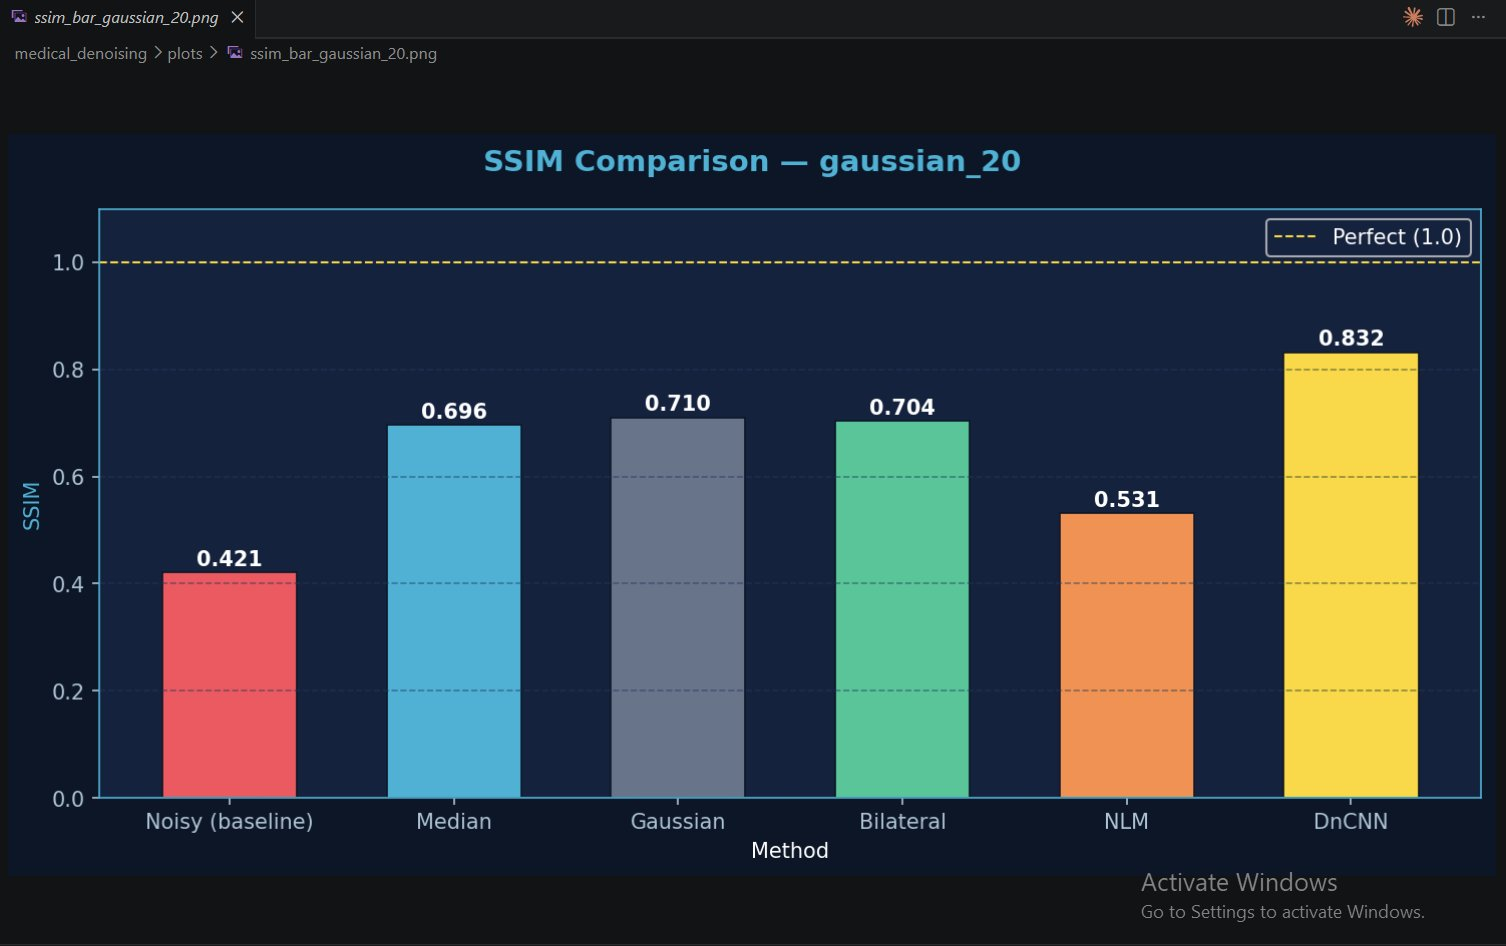 ssim_bar_gaussian_20.png
medical_denoising > plots > ssim_bar_gaussian_20.png
SSIM Comparison — gaussian_20
Perfect (1.0)
1.0
0.8
0.6
0.4
0.2
0.0
SSIM
0.421
0.696
0.710
0.704
0.531
0.832
Noisy (baseline)
Median
Gaussian
Bilateral
NLM
DnCNN
Method
Activate Windows
Go to Settings to activate Windows.